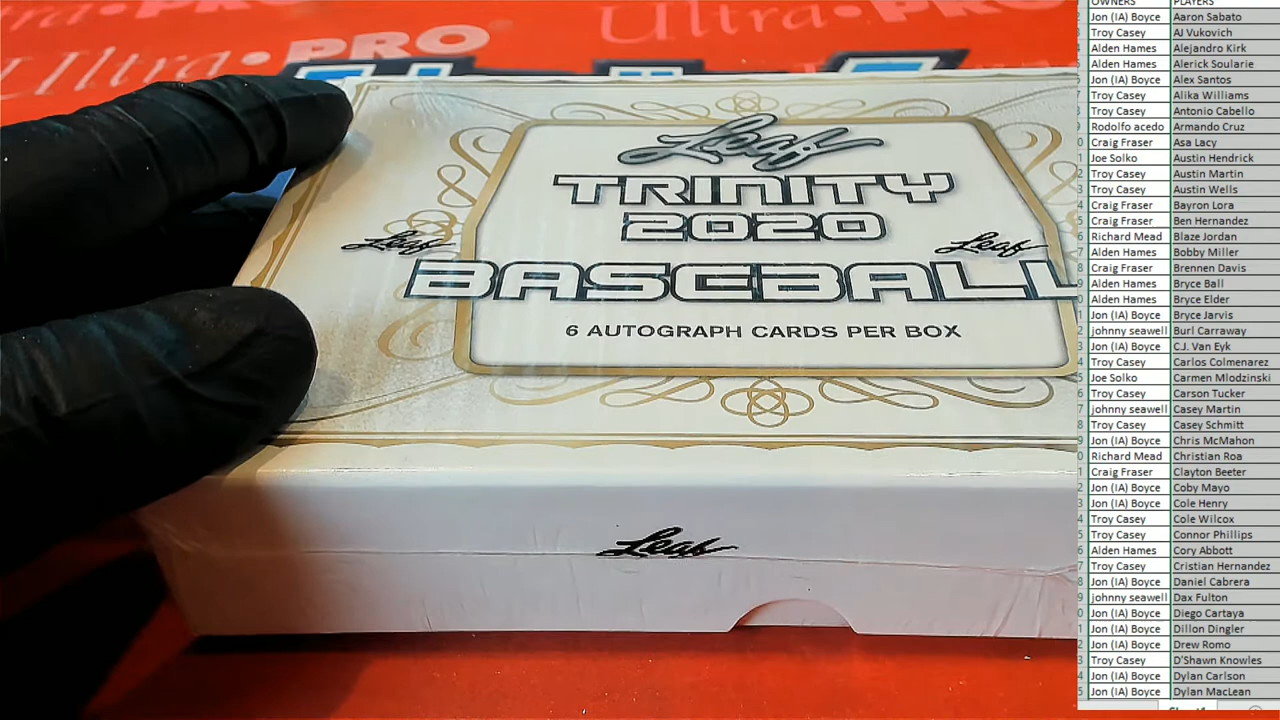 Ultra PRO
Ultra PRO
Leaf
TRINITY
2020
Leaf
Leaf
BASEBALL
6 AUTOGRAPH CARDS PER BOX
Leaf
OWNERS PLAYERS
Jon (IA) Boyce Aaron Sabato
Troy Casey AJ Vukovich
Alden Hames Alejandro Kirk
Alden Hames Alerick Soularie
Jon (IA) Boyce Alex Santos
Troy Casey Alika Williams
Troy Casey Antonio Cabello
Rodolfo acedo Armando Cruz
Craig Fraser Asa Lacy
Joe Solko Austin Hendrick
Troy Casey Austin Martin
Troy Casey Austin Wells
Craig Fraser Bayron Lora
Craig Fraser Ben Hernandez
Richard Mead Blaze Jordan
Alden Hames Bobby Miller
Craig Fraser Brennen Davis
Alden Hames Bryce Ball
Alden Hames Bryce Elder
Jon (IA) Boyce Bryce Jarvis
johnny seawell Burl Carraway
Jon (IA) Boyce C.J. Van Eyk
Troy Casey Carlos Colmenarez
Joe Solko Carmen Mlodzinski
Troy Casey Carson Tucker
johnny seawell Casey Martin
Troy Casey Casey Schmitt
Jon (IA) Boyce Chris McMahon
Richard Mead Christian Roa
Craig Fraser Clayton Beeter
Jon (IA) Boyce Coby Mayo
Jon (IA) Boyce Cole Henry
Troy Casey Cole Wilcox
Troy Casey Connor Phillips
Alden Hames Cory Abbott
Troy Casey Cristian Hernandez
Jon (IA) Boyce Daniel Cabrera
johnny seawell Dax Fulton
Jon (IA) Boyce Diego Cartaya
Jon (IA) Boyce Dillon Dingler
Jon (IA) Boyce Drew Romo
Troy Casey D'Shawn Knowles
Jon (IA) Boyce Dylan Carlson
Jon (IA) Boyce Dylan MacLean